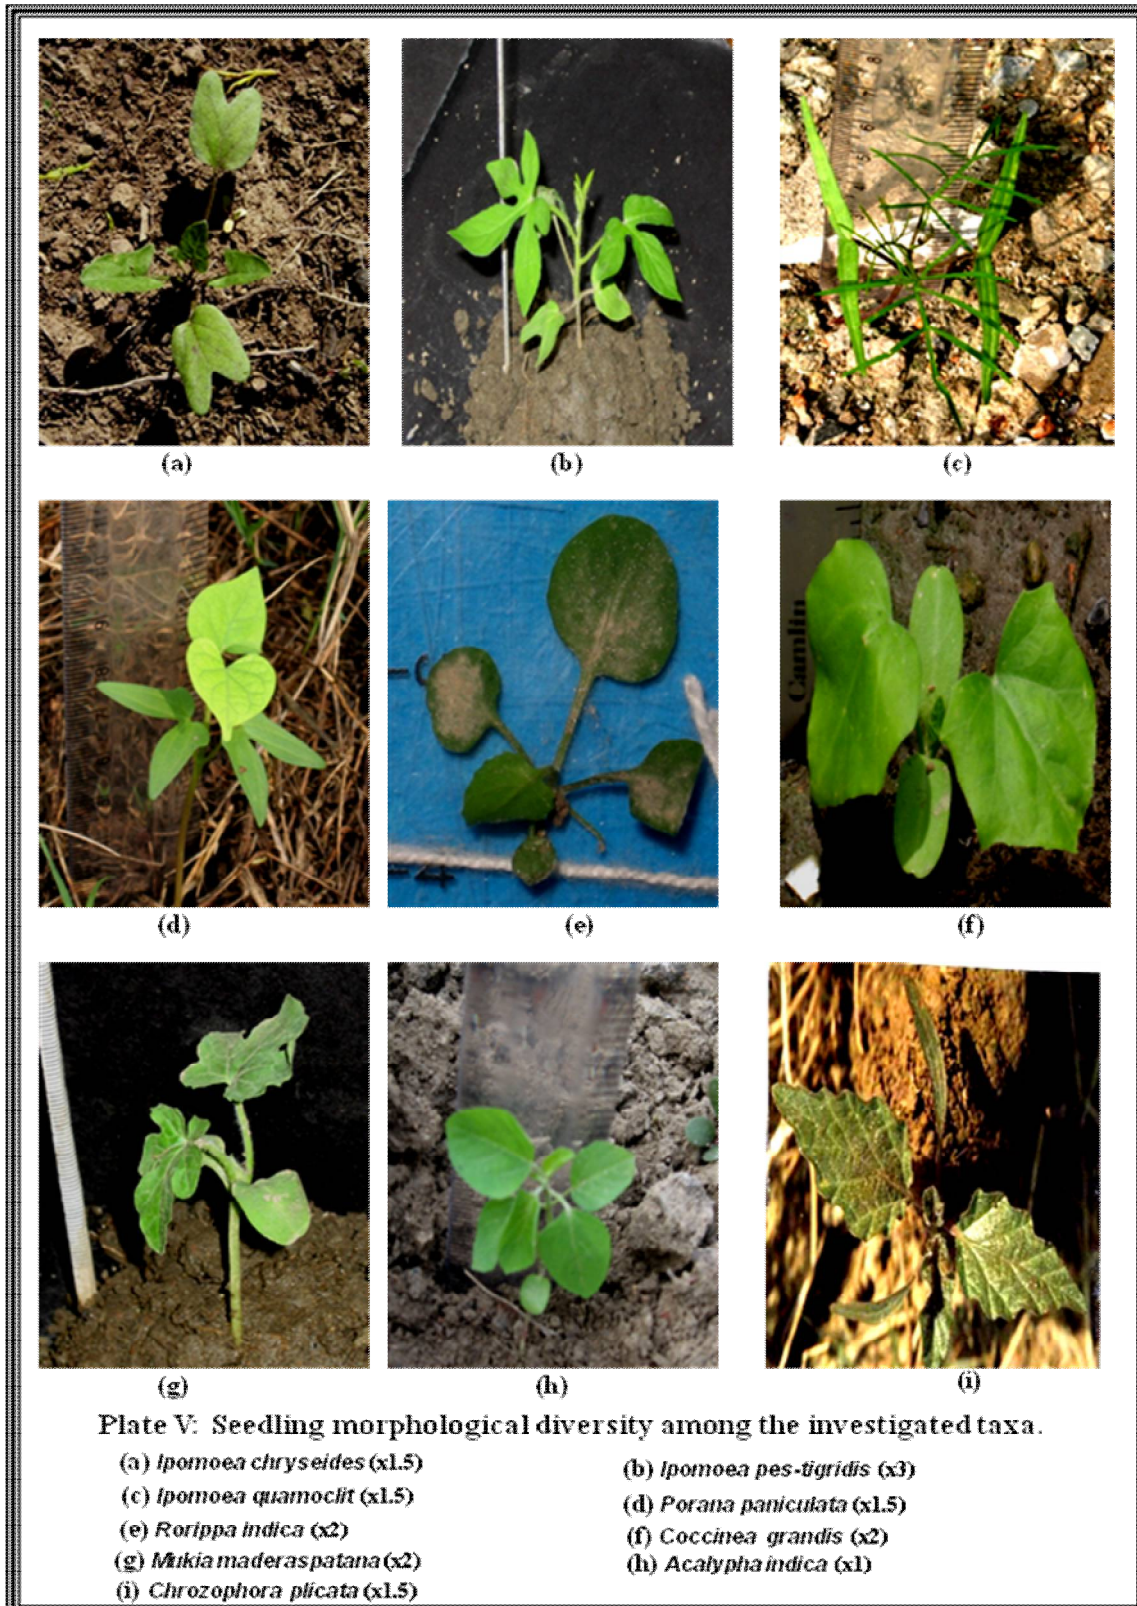 (a)
(b)
(c)
(d)
(e)
(f)
Camlin
(g)
(h)
(i)
Plate V: Seedling morphological diversity among the investigated taxa.
(a) Ipomoea chryseides (x1.5)
(b) Ipomoea pes-tigridis (x3)
(c) Ipomoea quamoclit (x1.5)
(d) Porana paniculata (x1.5)
(e) Rorippa indica (x2)
(f) Coccinea grandis (x2)
(g) Mukia maderaspatana (x2)
(h) Acalypha indica (x1)
(i) Chrozophora plicata (x1.5)